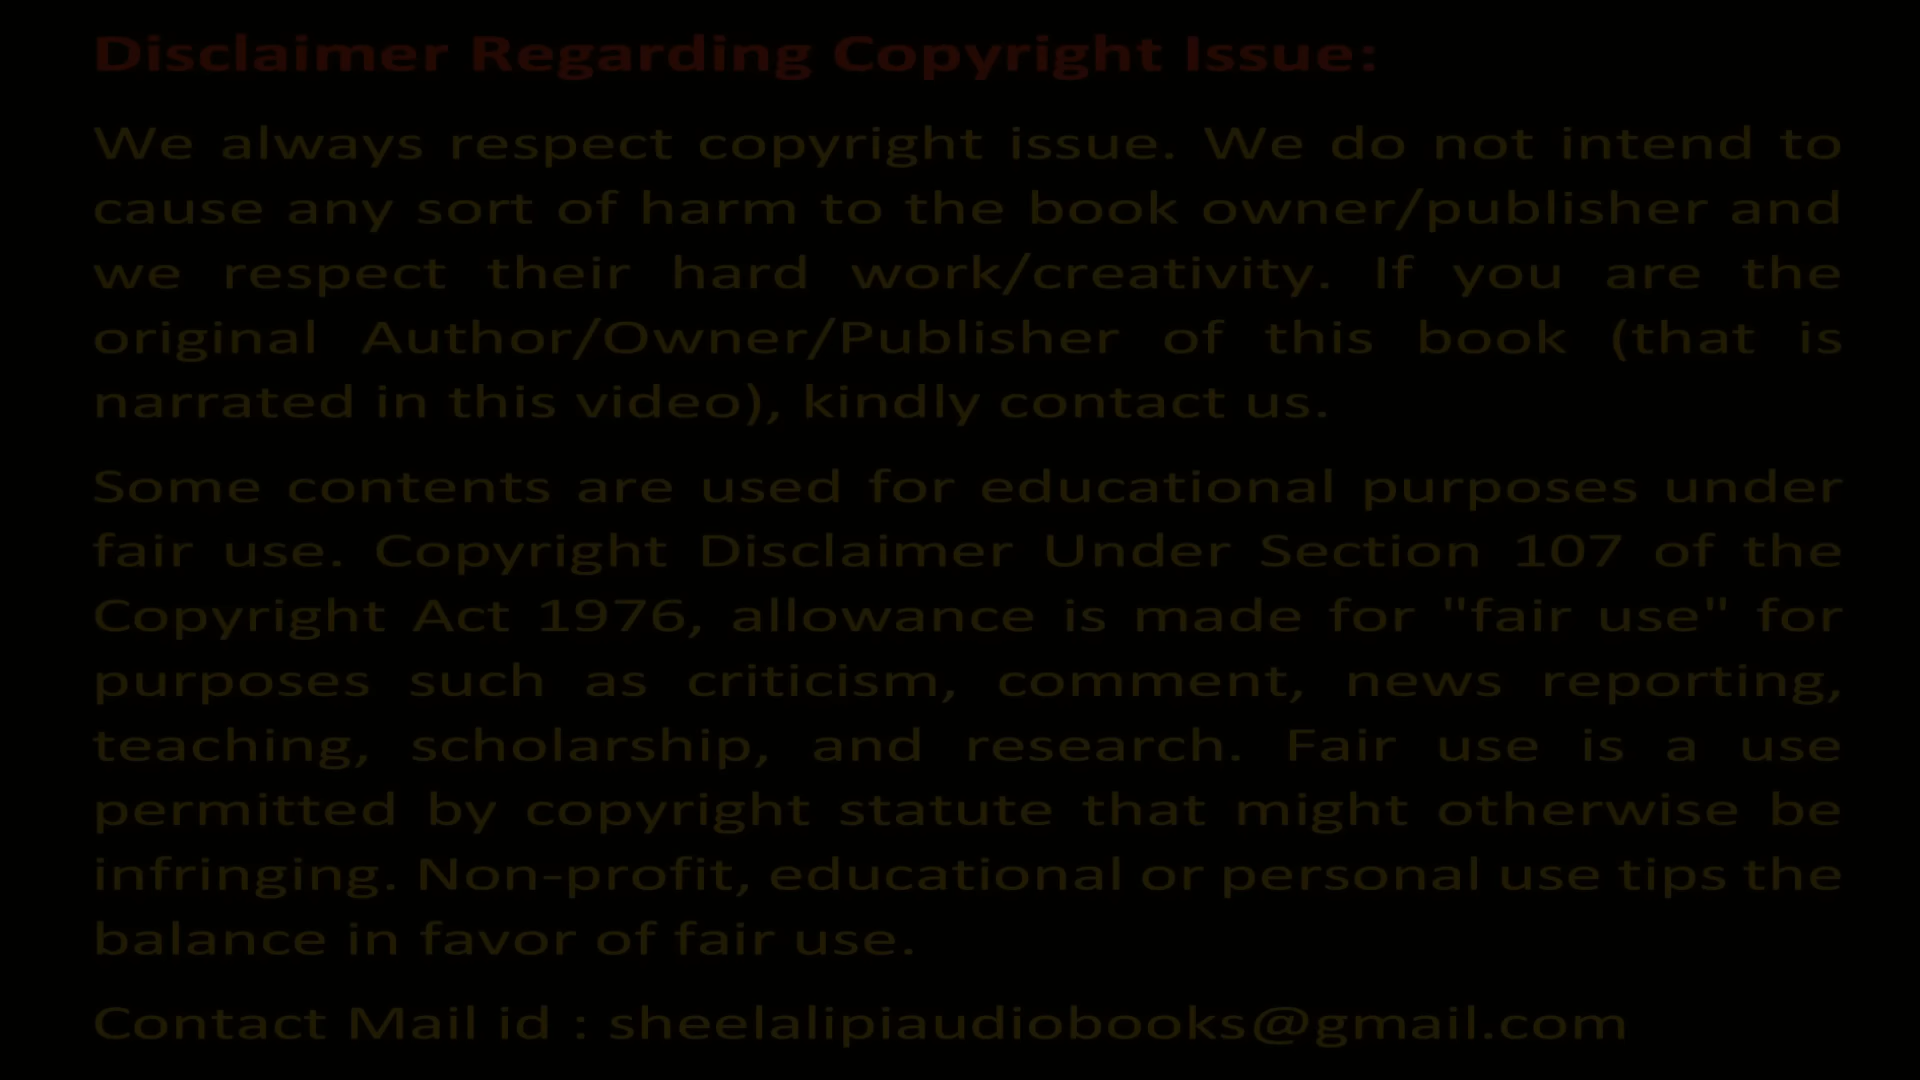 Disclaimer Regarding Copyright Issue:
We always respect copyright issue. We do not intend to
cause any sort of harm to the book owner/publisher and
we respect their hard work/creativity. If you are the
original Author/Owner/Publisher of this book (that is
narrated in this video), kindly contact us.
Some contents are used for educational purposes under
fair use. Copyright Disclaimer Under Section 107 of the
Copyright Act 1976, allowance is made for "fair use" for
purposes such as criticism, comment, news reporting,
teaching, scholarship, and research. Fair use is a use
permitted by copyright statute that might otherwise be
infringing. Non-profit, educational or personal use tips the
balance in favor of fair use.
Contact Mail id : sheelalipiaudiobooks@gmail.com